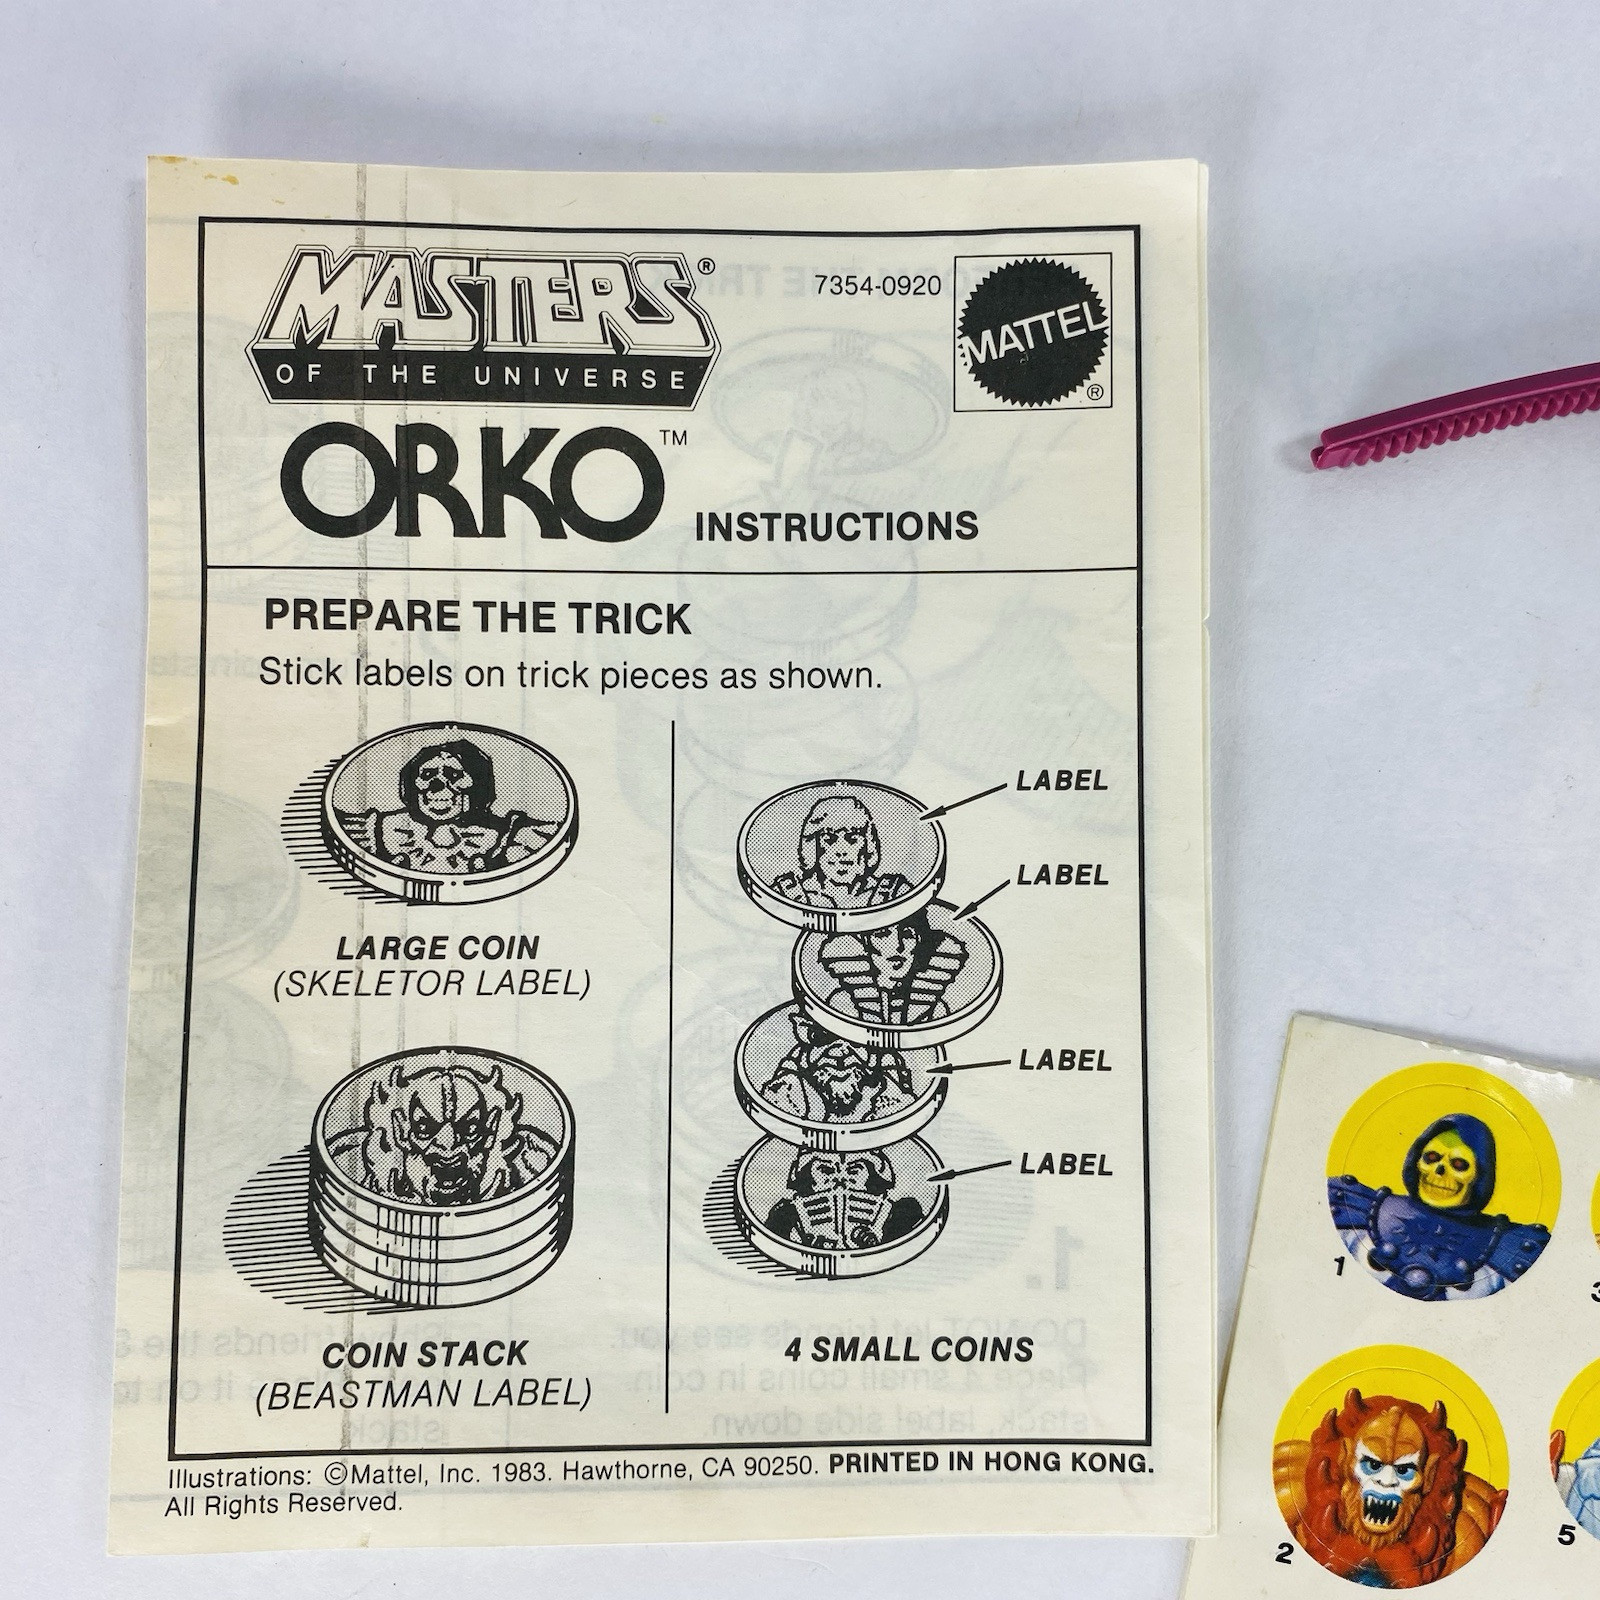 MASTERS®
OF THE UNIVERSE
7354-0920
MATTEL
®
ORKO™
INSTRUCTIONS
PREPARE THE TRICK
Stick labels on trick pieces as shown.
LARGE COIN
(SKELETOR LABEL)
COIN STACK
(BEASTMAN LABEL)
LABEL
LABEL
LABEL
LABEL
4 SMALL COINS
Illustrations: ©Mattel, Inc. 1983. Hawthorne, CA 90250. PRINTED IN HONG KONG.
All Rights Reserved.
1
2
3
5